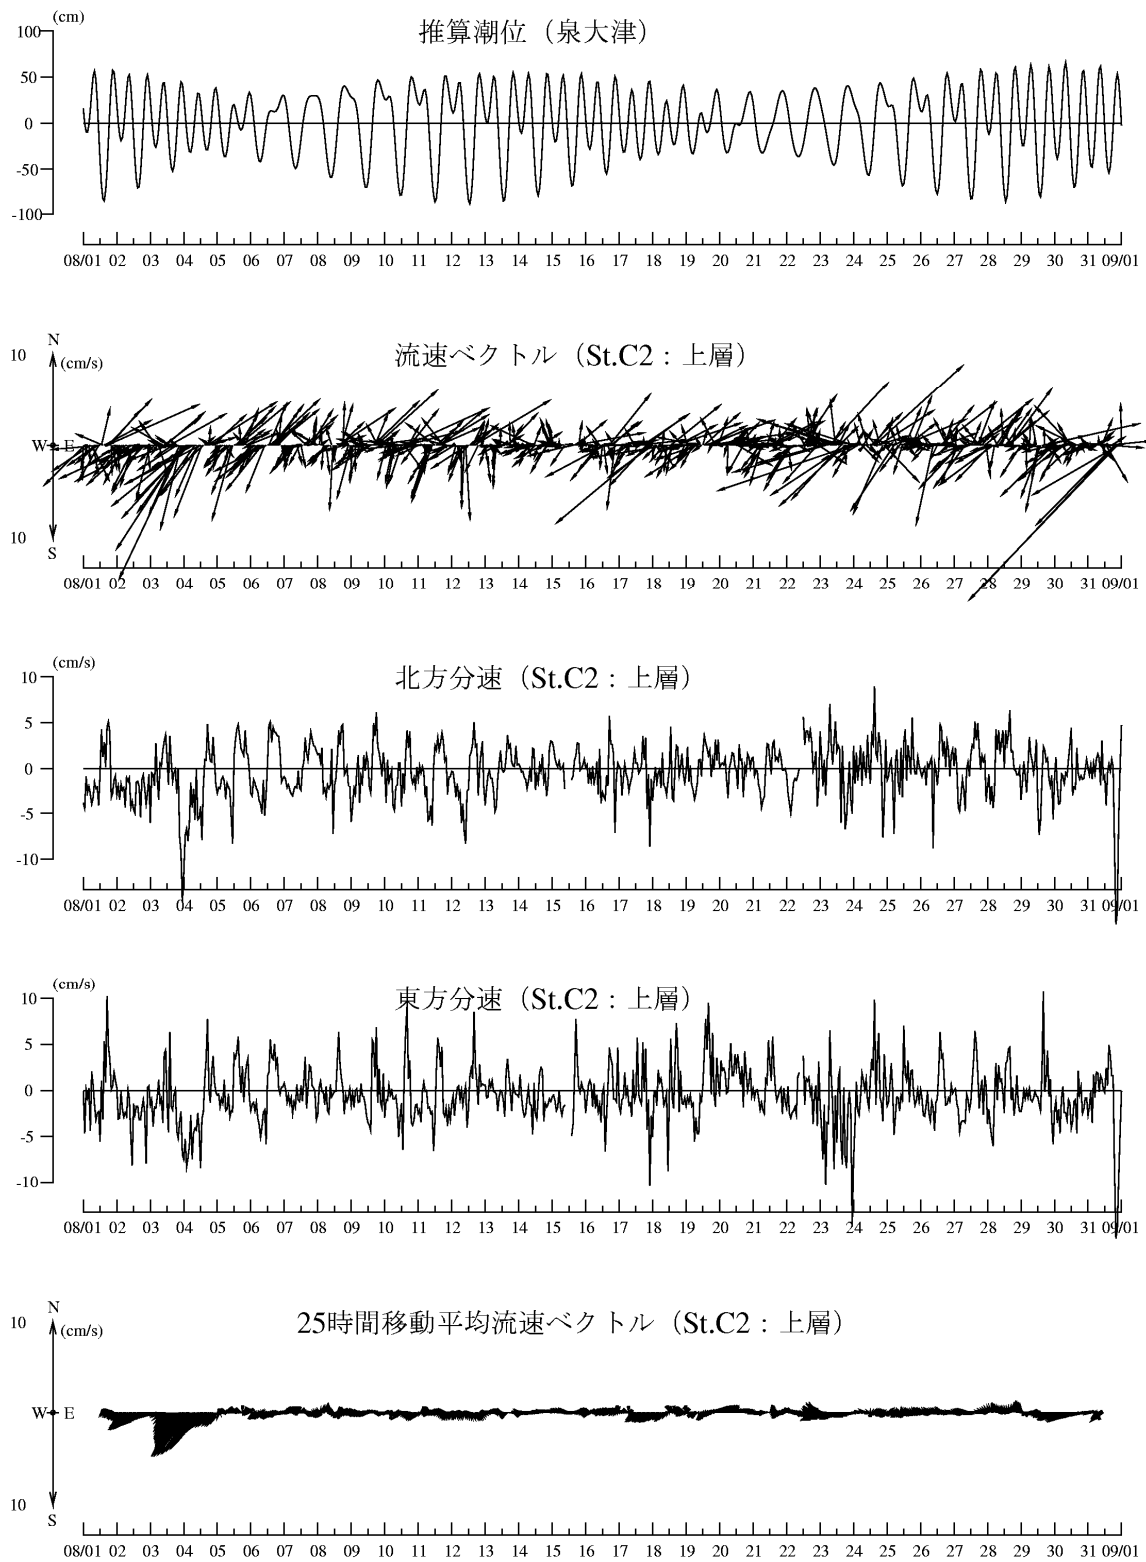 (cm)
推算潮位（泉大津）
100
50
0
-50
-100
08/01 02 03 04 05 06 07 08 09 10 11 12 13 14 15 16 17 18 19 20 21 22 23 24 25 26 27 28 29 30 31 09/01
N
10
(cm/s)
流速ベクトル（St.C2：上層）
W E
10
S
08/01 02 03 04 05 06 07 08 09 10 11 12 13 14 15 16 17 18 19 20 21 22 23 24 25 26 27 28 29 30 31 09/01
(cm/s)
北方分速（St.C2：上層）
10
5
0
-5
-10
08/01 02 03 04 05 06 07 08 09 10 11 12 13 14 15 16 17 18 19 20 21 22 23 24 25 26 27 28 29 30 31 09/01
(cm/s)
東方分速（St.C2：上層）
10
5
0
-5
-10
08/01 02 03 04 05 06 07 08 09 10 11 12 13 14 15 16 17 18 19 20 21 22 23 24 25 26 27 28 29 30 31 09/01
N
10
(cm/s)
25時間移動平均流速ベクトル（St.C2：上層）
W E
10
S
08/01 02 03 04 05 06 07 08 09 10 11 12 13 14 15 16 17 18 19 20 21 22 23 24 25 26 27 28 29 30 31 09/01